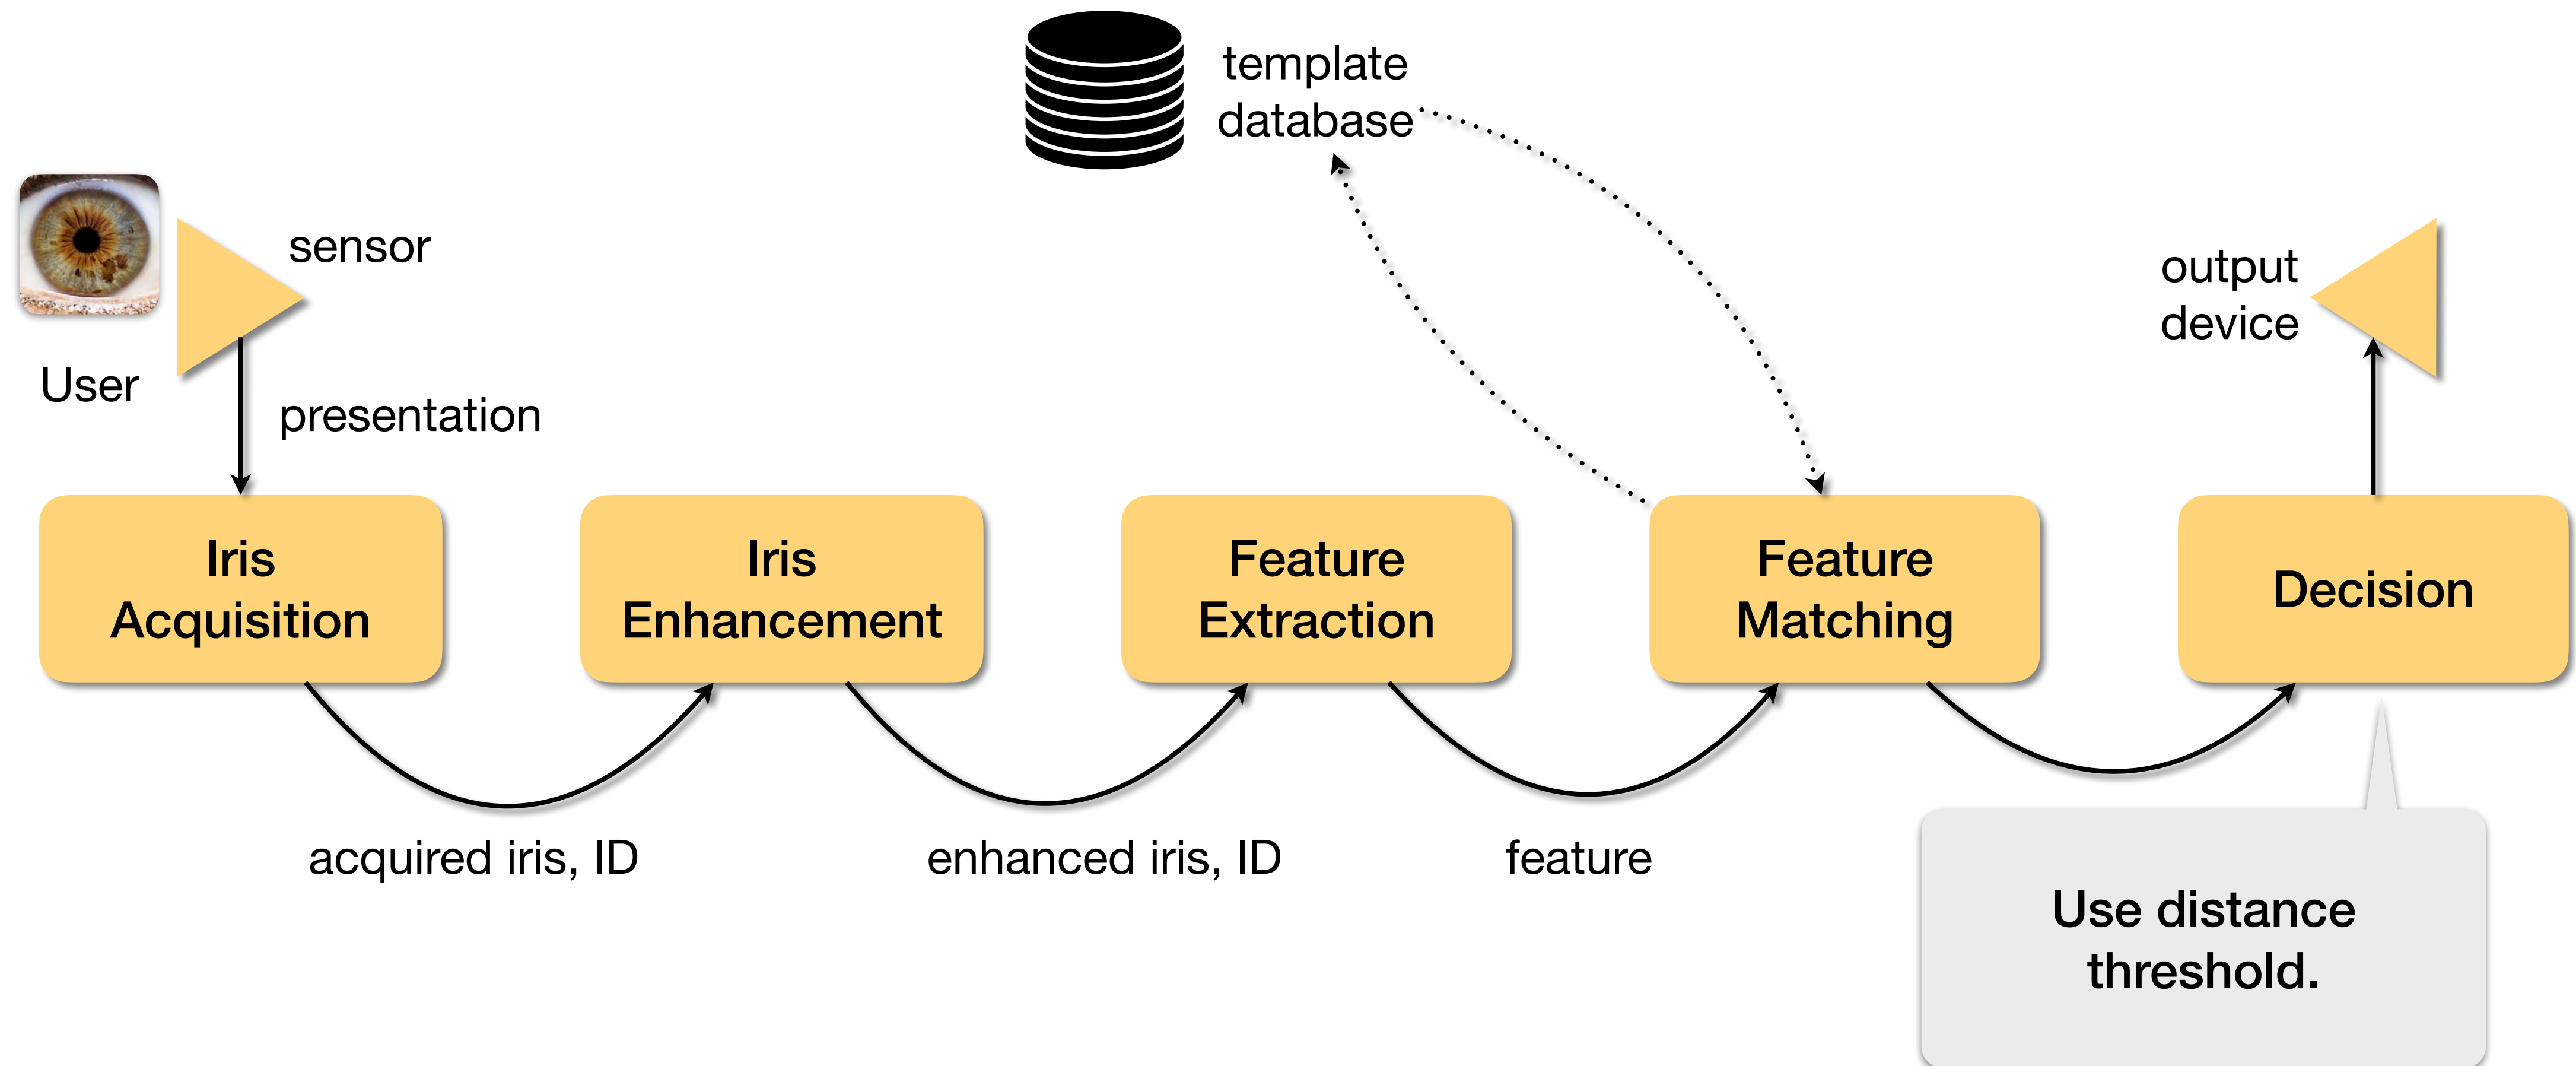 template
database
sensor
output
device
User
presentation
Iris
Acquisition
Iris
Enhancement
Feature
Extraction
Feature
Matching
Decision
acquired iris, ID
enhanced iris, ID
feature
Use distance
threshold.